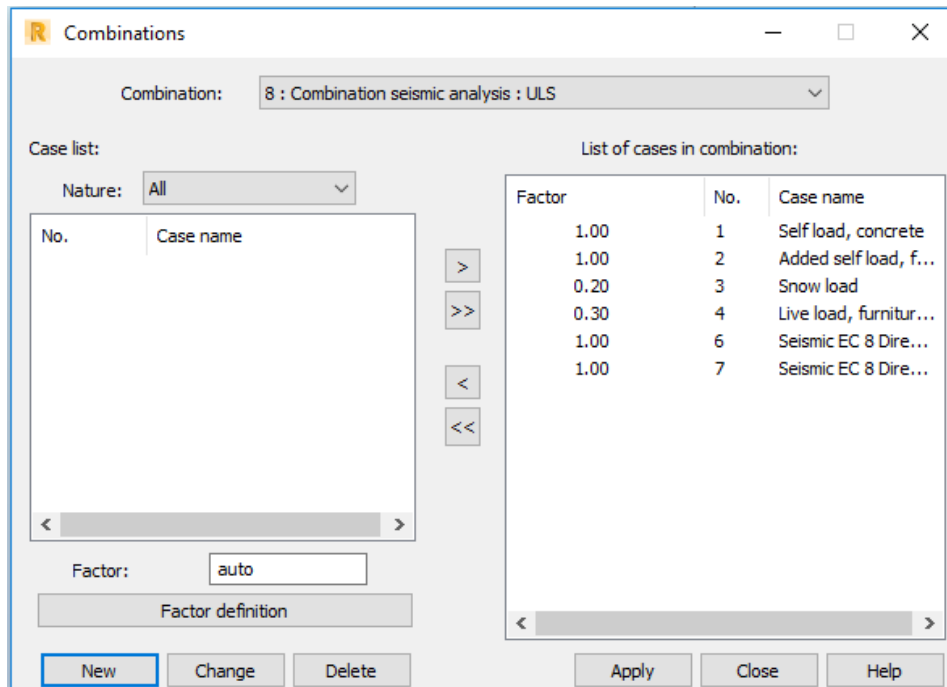 R Combinations
Combination: 8 : Combination seismic analysis : ULS
Case list:
Nature: All
No. Case name
>
>>
<
<<
Factor: auto
Factor definition
New Change Delete
List of cases in combination:
Factor No. Case name
1.00 1 Self load, concrete
1.00 2 Added self load, f...
0.20 3 Snow load
0.30 4 Live load, furnitur...
1.00 6 Seismic EC 8 Dire...
1.00 7 Seismic EC 8 Dire...
Apply Close Help